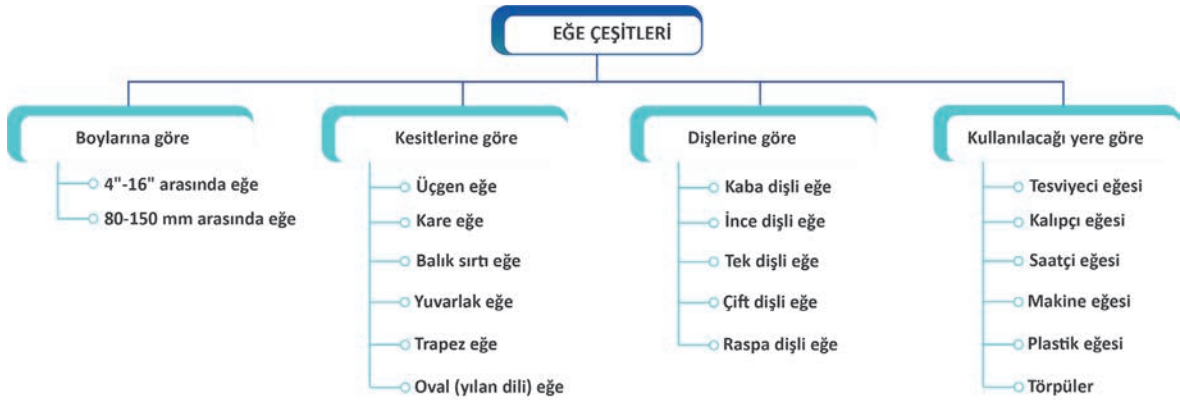 EĞE ÇEŞİTLERİ
Boylarına göre
4"-16" arasında eğe
80-150 mm arasında eğe
Kesitlerine göre
Üçgen eğe
Kare eğe
Balık sırtı eğe
Yuvarlak eğe
Trapez eğe
Oval (yılan dili) eğe
Dişlerine göre
Kaba dişli eğe
İnce dişli eğe
Tek dişli eğe
Çift dişli eğe
Raspa dişli eğe
Kullanılacağı yere göre
Tesviyeci eğesi
Kalıpçı eğesi
Saatçi eğesi
Makine eğesi
Plastik eğesi
Törpüler